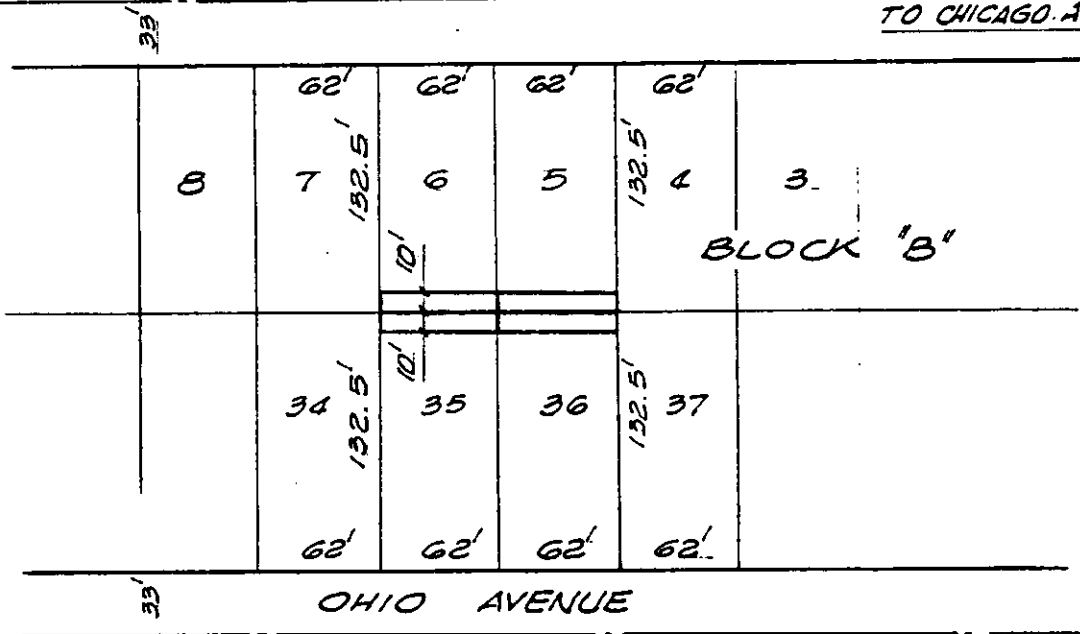 TO CHICAGO. A
33'
62' 62' 62' 62'
132.5' 132.5'
8 7 6 5 4 3
BLOCK "B"
10'
10'
132.5' 132.5'
34 35 36 37
62' 62' 62' 62'
33'
OHIO AVENUE